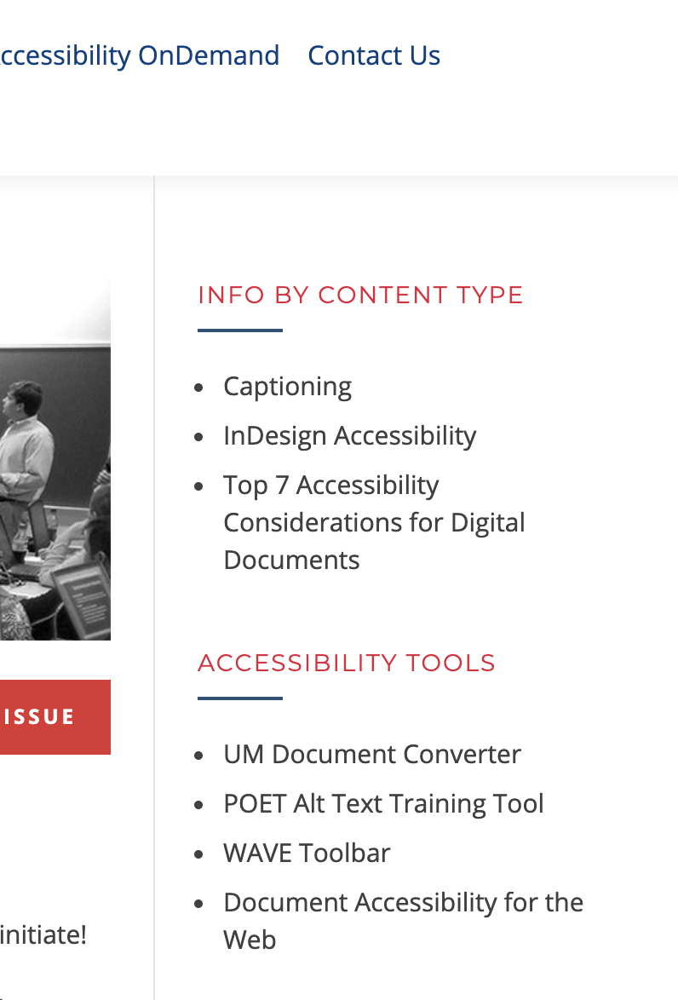 ccessibility OnDemand Contact Us
INFO BY CONTENT TYPE
Captioning
InDesign Accessibility
Top 7 Accessibility
Considerations for Digital
Documents
ISSUE
ACCESSIBILITY TOOLS
UM Document Converter
POET Alt Text Training Tool
WAVE Toolbar
Document Accessibility for the
Web
initiate!